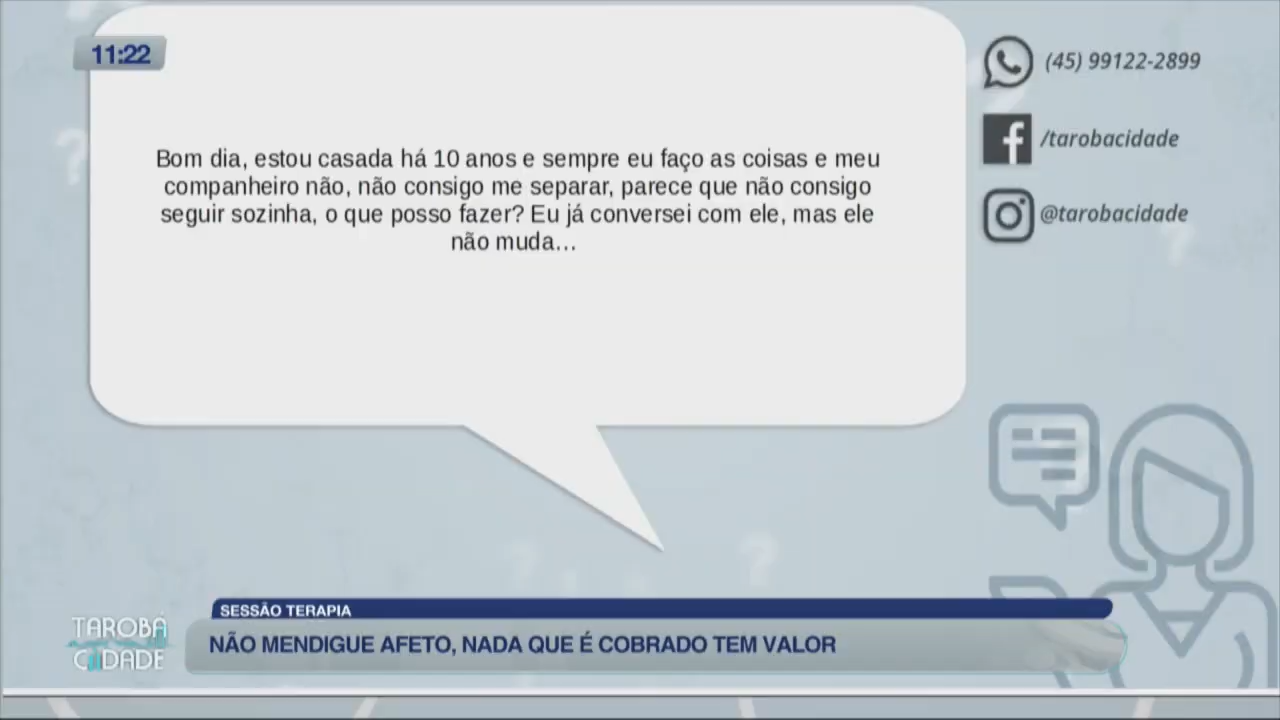 11:22
Bom dia, estou casada há 10 anos e sempre eu faço as coisas e meu
companheiro não, não consigo me separar, parece que não consigo
seguir sozinha, o que posso fazer? Eu já conversei com ele, mas ele
não muda...
(45) 99122-2899
/tarobacidade
@tarobacidade
SESSÃO TERAPIA
NÃO MENDIGUE AFETO, NADA QUE É COBRADO TEM VALOR
TAROBÁ
CIDADE